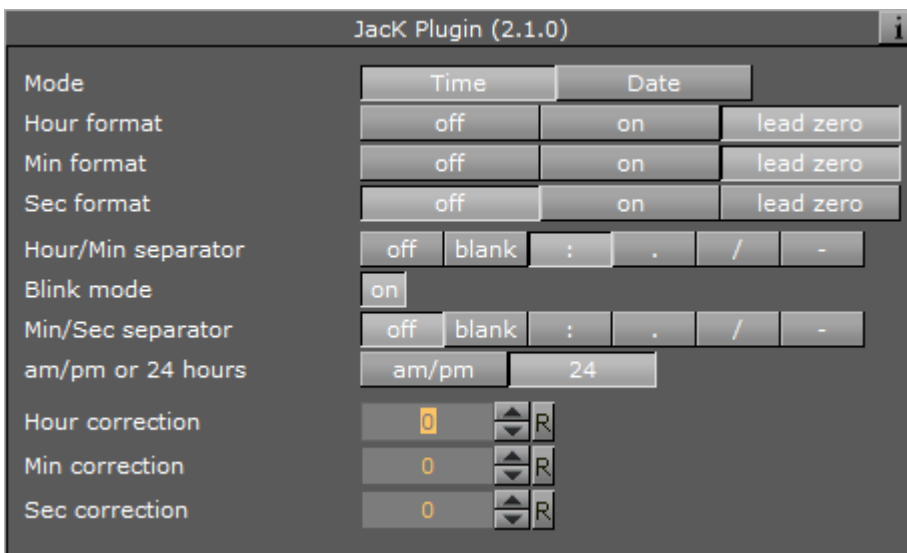 JacK Plugin (2.1.0) i
Mode Time Date
Hour format off on lead zero
Min format off on lead zero
Sec format off on lead zero
Hour/Min separator off blank : . / -
Blink mode on
Min/Sec separator off blank : . / -
am/pm or 24 hours am/pm 24
Hour correction 0 R
Min correction 0 R
Sec correction 0 R